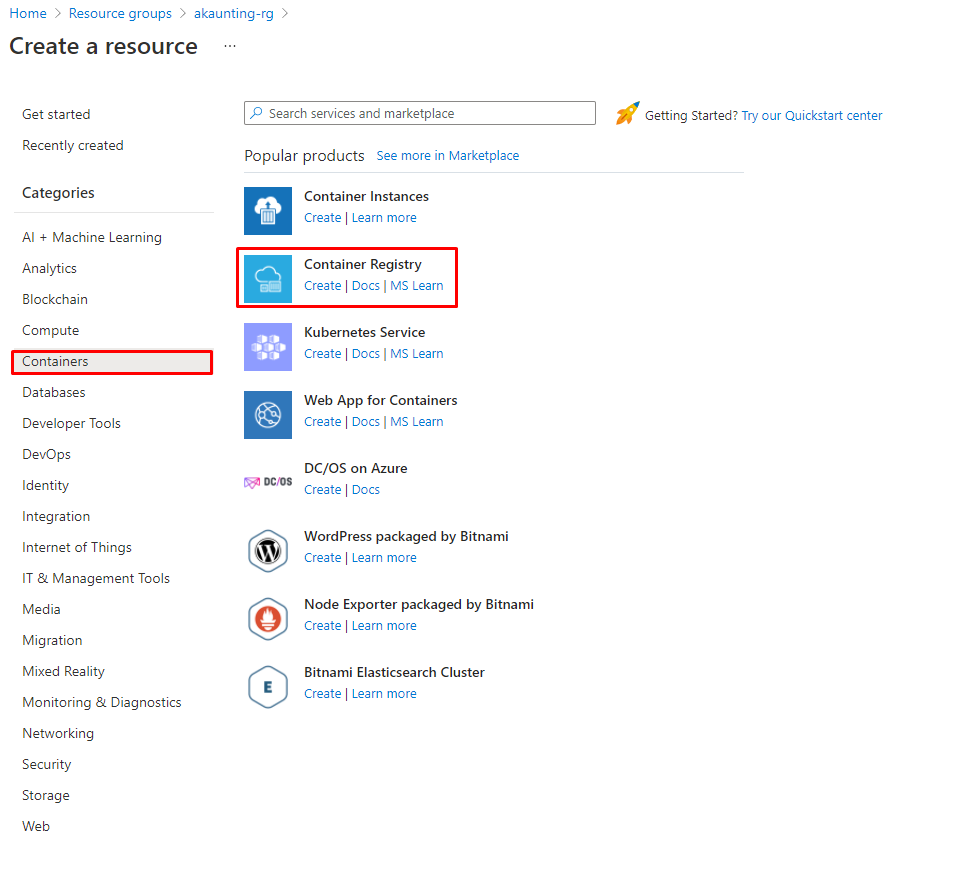 Home > Resource groups > akaunting-rg >
Create a resource ...
Get started
Recently created
Categories
AI + Machine Learning
Analytics
Blockchain
Compute
Containers
Databases
Developer Tools
DevOps
Identity
Integration
Internet of Things
IT & Management Tools
Media
Migration
Mixed Reality
Monitoring & Diagnostics
Networking
Security
Storage
Web
Search services and marketplace
Getting Started? Try our Quickstart center
Popular products See more in Marketplace
Container Instances
Create | Learn more
Container Registry
Create | Docs | MS Learn
Kubernetes Service
Create | Docs | MS Learn
Web App for Containers
Create | Docs | MS Learn
DC/OS
DC/OS on Azure
Create | Docs
WordPress packaged by Bitnami
Create | Learn more
Node Exporter packaged by Bitnami
Create | Learn more
E
Bitnami Elasticsearch Cluster
Create | Learn more